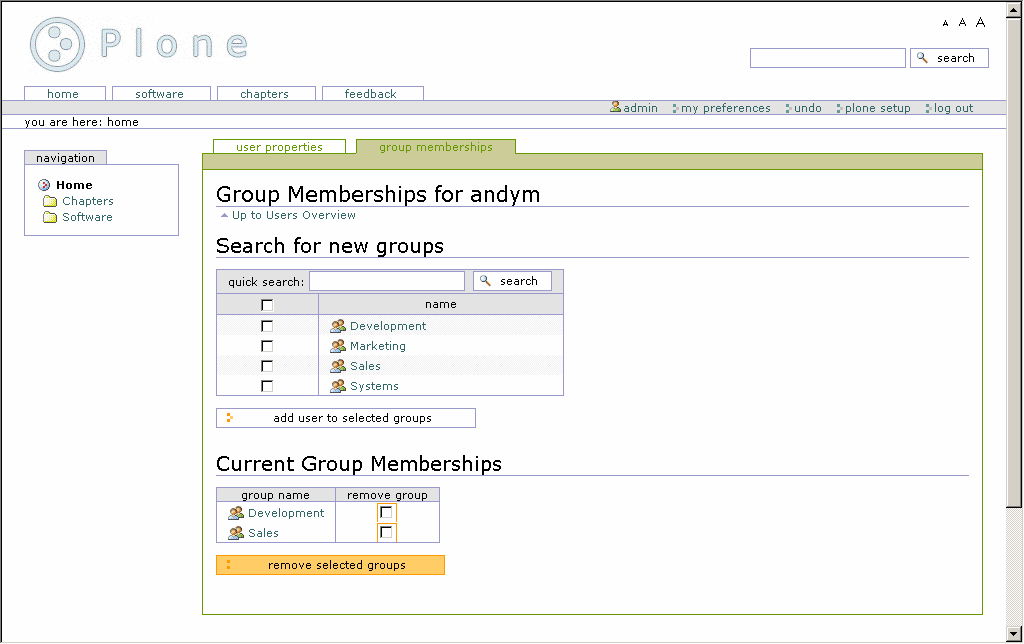 A A A
Plone
search
home software chapters feedback
admin my preferences undo plone setup log out
you are here: home
navigation
Home
Chapters
Software
user properties group memberships
Group Memberships for andym
Up to Users Overview
Search for new groups
quick search: search
name
Development
Marketing
Sales
Systems
add user to selected groups
Current Group Memberships
group name remove group
Development
Sales
remove selected groups